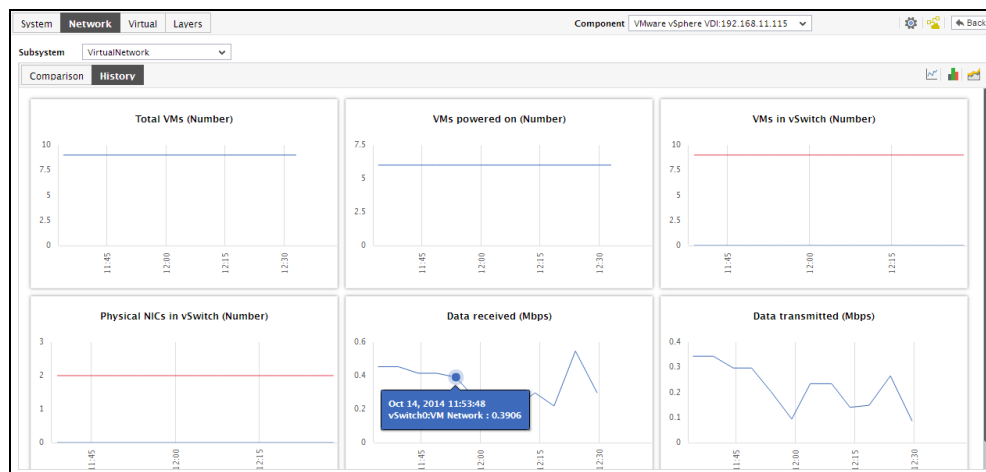 System Network Virtual Layers Component VMware vSphere VDI:192.168.11.115 Back
Subsystem VirtualNetwork
Comparison History
Total VMs (Number)
10
7.5
5
2.5
0
11:45 12:00 12:15 12:30
VMs powered on (Number)
7.5
5
2.5
0
11:45 12:00 12:15 12:30
VMs in vSwitch (Number)
10
7.5
5
2.5
0
11:45 12:00 12:15
Physical NICs in vSwitch (Number)
3
2
1
0
11:45 12:00 12:15
Data received (Mbps)
0.6
0.4
0.2
0
Oct 14, 2014 11:53:48
vSwitch0:VM Network : 0.3906
11:45 12:00 12:15 12:30
Data transmitted (Mbps)
0.4
0.3
0.2
0.1
0
11:45 12:00 12:15 12:30